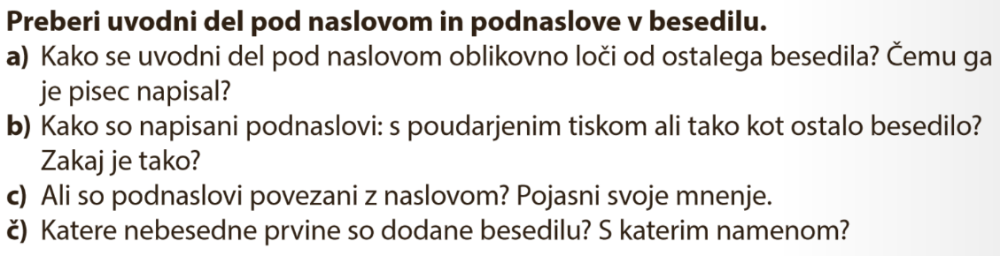 Preberi uvodni del pod naslovom in podnaslove v besedilu.
a) Kako se uvodni del pod naslovom oblikovno loči od ostalega besedila? Čemu ga
je pisec napisal?
b) Kako so napisani podnaslovi: s poudarjenim tiskom ali tako kot ostalo besedilo?
Zakaj je tako?
c) Ali so podnaslovi povezani z naslovom? Pojasni svoje mnenje.
č) Katere nebesedne prvine so dodane besedilu? S katerim namenom?